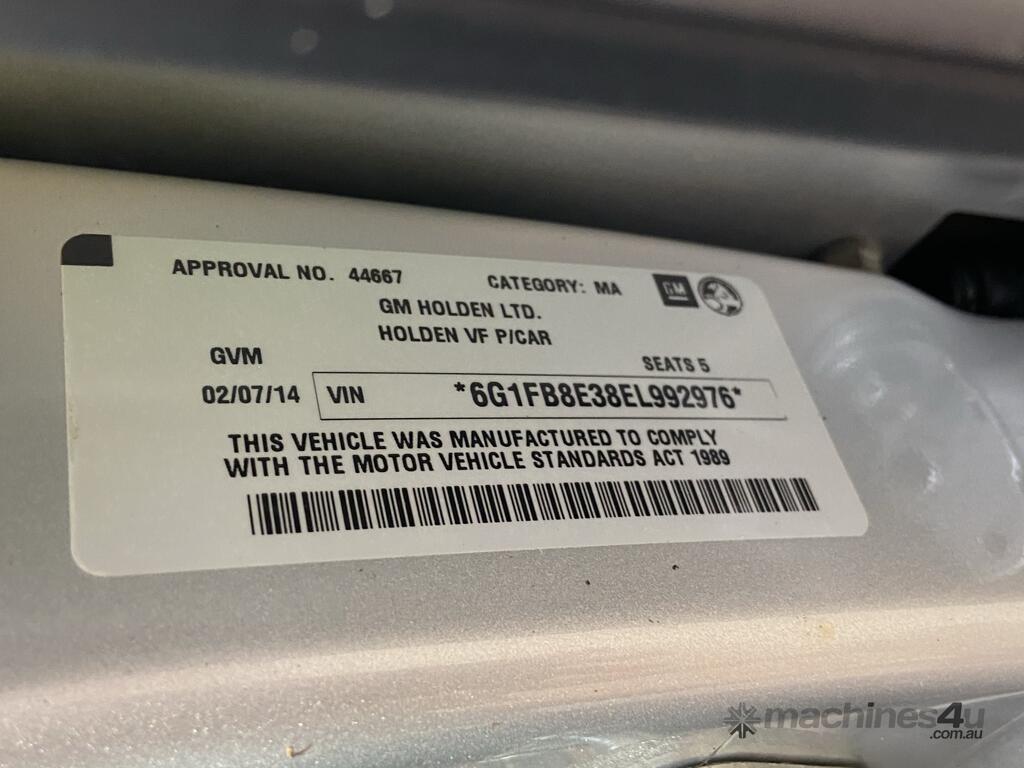 APPROVAL NO. 44667 CATEGORY: MA GM
GM HOLDEN LTD.
HOLDEN VF P/CAR
GVM SEATS 5
02/07/14 VIN *6G1FB8E38EL992976*
THIS VEHICLE WAS MANUFACTURED TO COMPLY
WITH THE MOTOR VEHICLE STANDARDS ACT 1989
machines4u
.com.au